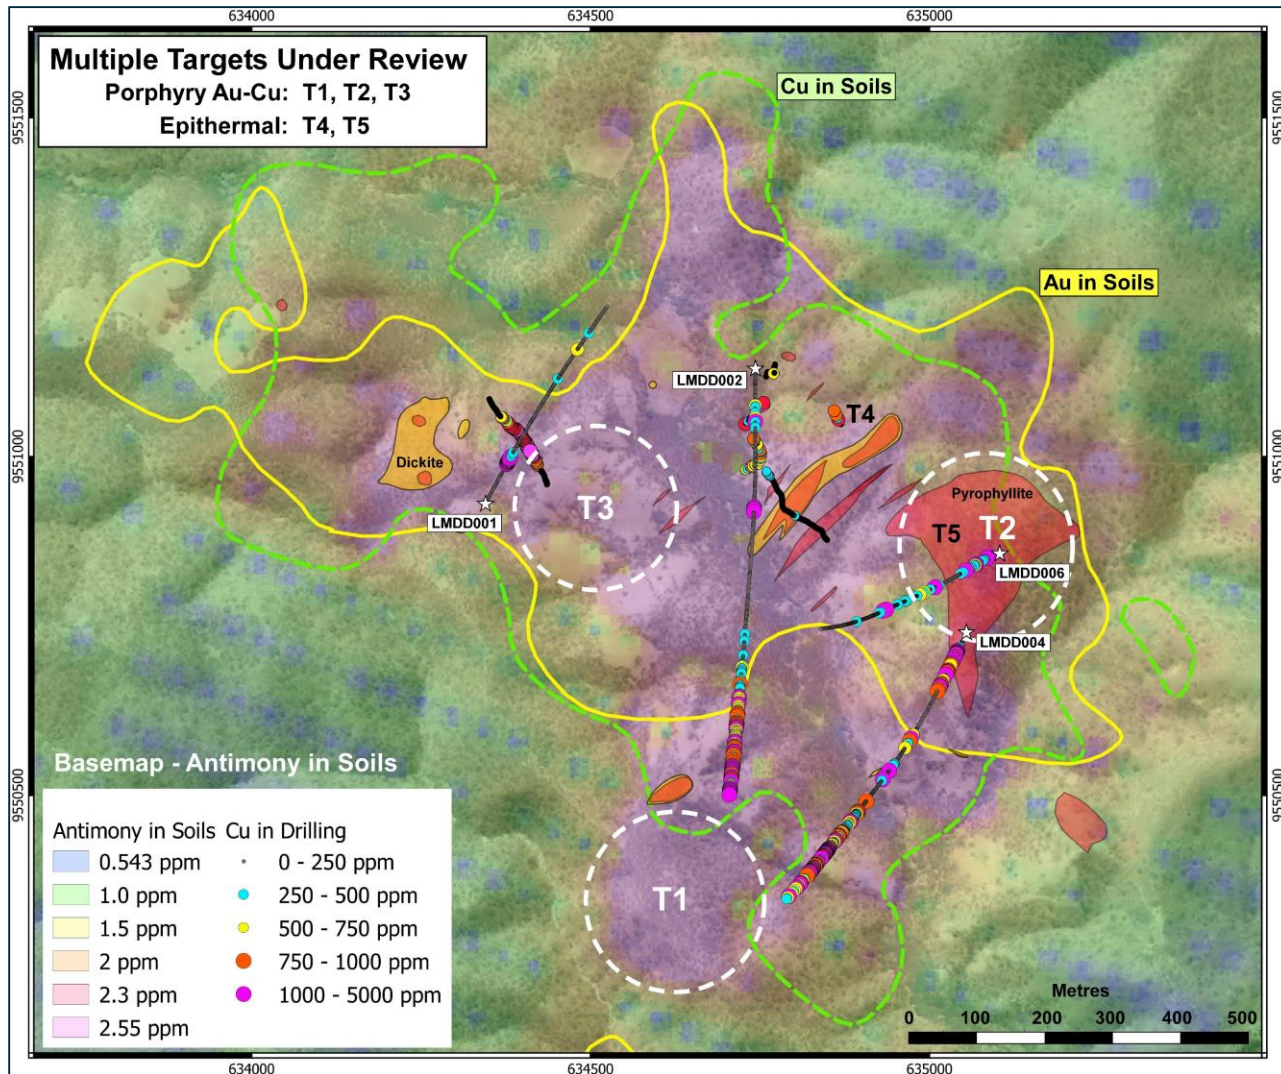 634000 634500 635000
Multiple Targets Under Review
Porphyry Au-Cu: T1, T2, T3
Epithermal: T4, T5
Cu in Soils
9551500
9551500
Au in Soils
LMDD002
T4
Dickite
9551000
9551000
Pyrophyllite
T3
T5
T2
LMDD001
LMDD006
LMDD004
Basemap - Antimony in Soils
9550500
9550500
Antimony in Soils Cu in Drilling
0.543 ppm 0 - 250 ppm
1.0 ppm 250 - 500 ppm
1.5 ppm 500 - 750 ppm
2 ppm 750 - 1000 ppm
2.3 ppm 1000 - 5000 ppm
2.55 ppm
T1
Metres
0 100 200 300 400 500
634000 634500 635000